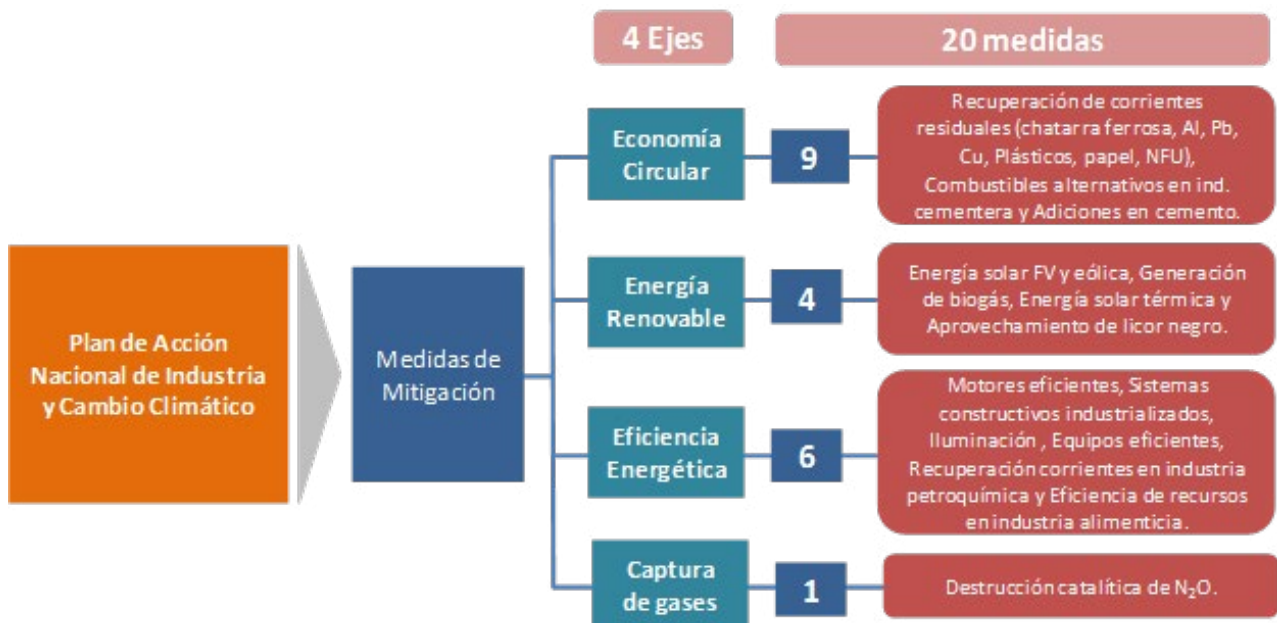 4 Ejes
20 medidas
Plan de Acción
Nacional de Industria
y Cambio Climático
Medidas de
Mitigación
Economía
Circular
9
Recuperación de corrientes
residuales (chatarra ferrosa, Al, Pb,
Cu, Plásticos, papel, NFU),
Combustibles alternativos en ind.
cementera y Adiciones en cemento.
Energía
Renovable
4
Energía solar FV y eólica, Generación
de biogás, Energía solar térmica y
Aprovechamiento de licor negro.
Eficiencia
Energética
6
Motores eficientes, Sistemas
constructivos industrializados,
Iluminación , Equipos eficientes,
Recuperación corrientes en industria
petroquímica y Eficiencia de recursos
en industria alimenticia.
Captura
de gases
1
Destrucción catalítica de N₂O.